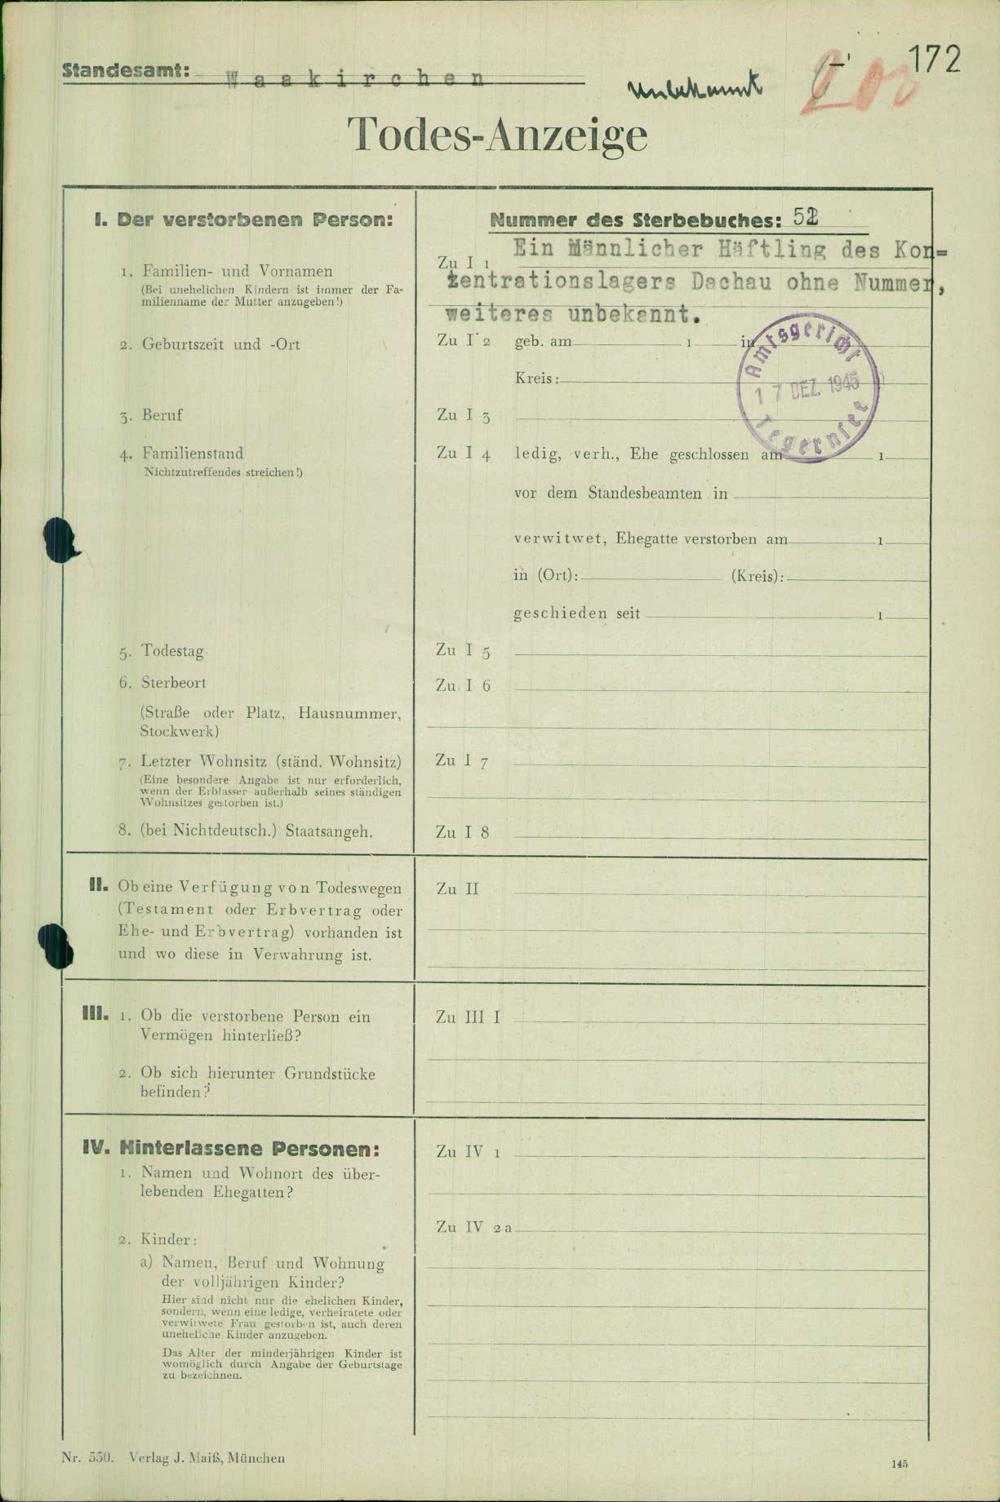 172
Standesamt: Waakirchen
Unbekannt
Todes-Anzeige
I. Der verstorbenen Person:
Nummer des Sterbebuches: 52
1. Familien- und Vornamen
(Bei unehelichen Kindern ist immer der Fa-
milienname der Mutter anzugeben!)
Zu I 1 Ein Männlicher Häftling des Kon=
zentrationslagers Dachau ohne Nummer,
weiteres unbekannt.
2. Geburtszeit und -Ort
Zu I 2 geb. am 1 in
Kreis:
Amtsgericht
17 DEZ. 1945
Tegernsee
3. Beruf
Zu I 3
4. Familienstand
Nichtzutreffendes streichen!)
Zu I 4 ledig, verh., Ehe geschlossen am 1
vor dem Standesbeamten in
verwitwet, Ehegatte verstorben am 1
in (Ort): (Kreis):
geschieden seit 1
5. Todestag
Zu I 5
6. Sterbeort
Zu I 6
(Straße oder Platz, Hausnummer,
Stockwerk)
7. Letzter Wohnsitz (ständ. Wohnsitz)
Zu I 7
(Eine besondere Angabe ist nur erforderlich,
wenn der Erblasser außerhalb seines ständigen
Wohnsitzes gestorben ist.)
8. (bei Nichtdeutsch.) Staatsangeh.
Zu I 8
II. Ob eine Verfügung von Todeswegen
(Testament oder Erbvertrag oder
Ehe- und Erbvertrag) vorhanden ist
und wo diese in Verwahrung ist.
Zu II
III. 1. Ob die verstorbene Person ein
Vermögen hinterließ?
Zu III I
2. Ob sich hierunter Grundstücke
befinden?
IV. Hinterlassene Personen:
Zu IV 1
1. Namen und Wohnort des über-
lebenden Ehegatten?
Zu IV 2a
2. Kinder:
a) Namen, Beruf und Wohnung
der volljährigen Kinder?
Hier sind nicht nur die ehelichen Kinder,
sondern, wenn eine ledige, verheiratete oder
verwitwete Frau gestorben ist, auch deren
uneheliche Kinder anzugeben.
Das Alter der minderjährigen Kinder ist
womöglich durch Angabe der Geburtstage
zu bezeichnen.
Nr. 550. Verlag J. Maiß, München
145